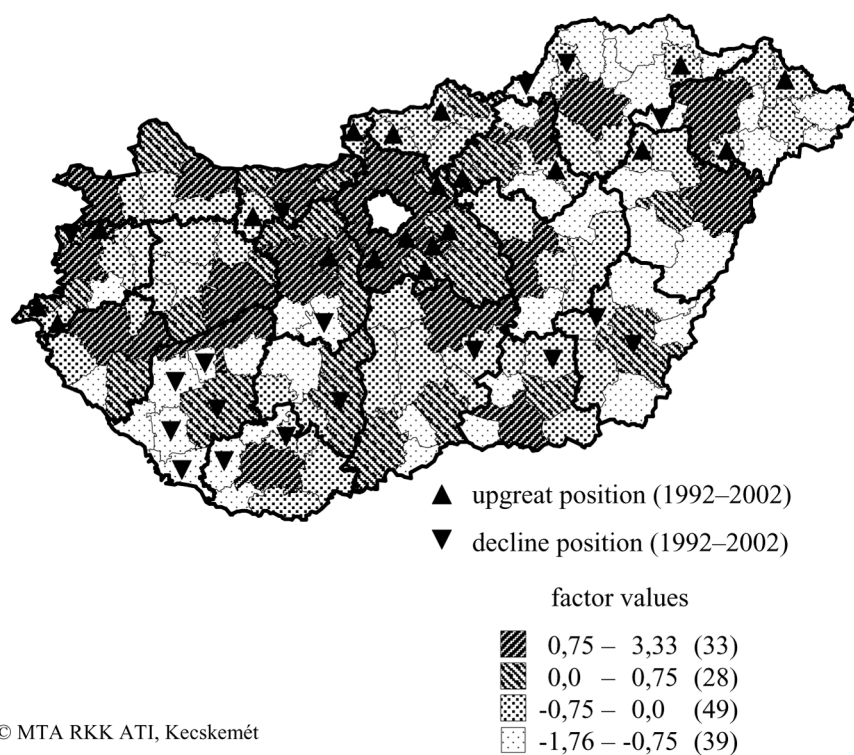 ▲ upgreat position (1992–2002)
▼ decline position (1992–2002)
factor values
0,75 – 3,33 (33)
0,0 – 0,75 (28)
-0,75 – 0,0 (49)
-1,76 – -0,75 (39)
© MTA RKK ATI, Kecskemét